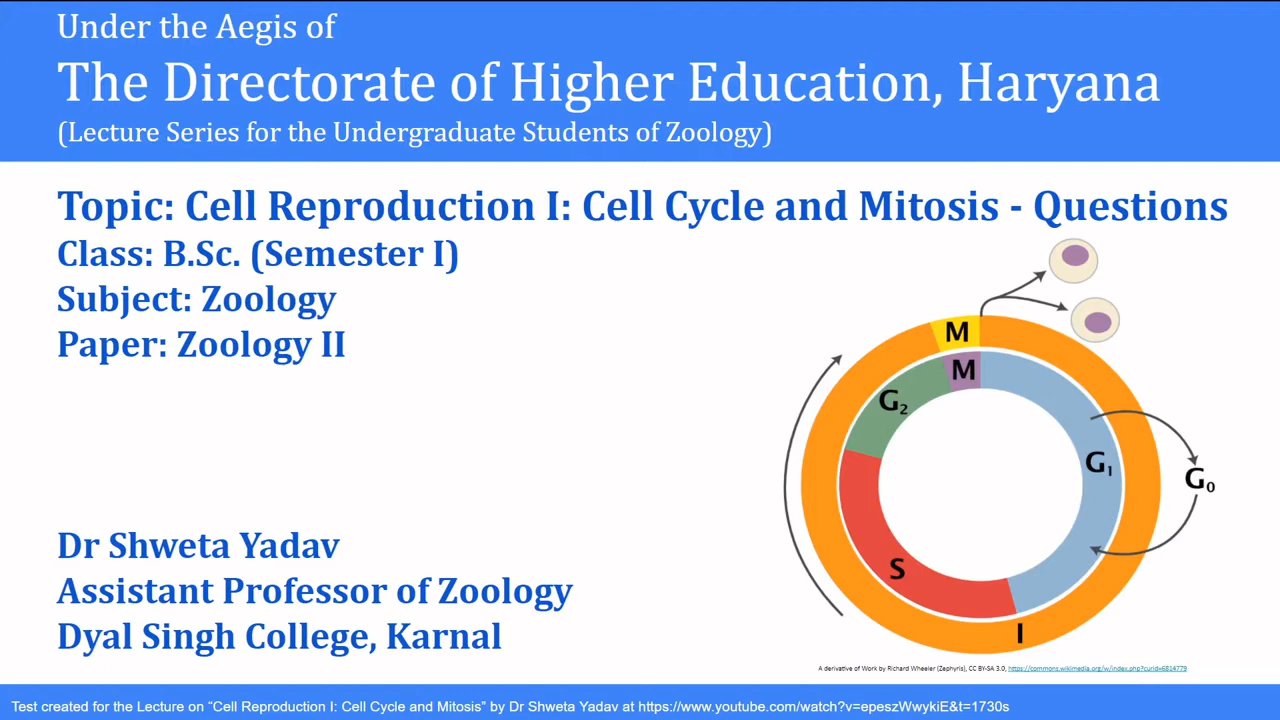 Under the Aegis of
The Directorate of Higher Education, Haryana
(Lecture Series for the Undergraduate Students of Zoology)
Topic: Cell Reproduction I: Cell Cycle and Mitosis - Questions
Class: B.Sc. (Semester I)
Subject: Zoology
Paper: Zoology II
M
M
G₂
G₁
G₀
S
I
Dr Shweta Yadav
Assistant Professor of Zoology
Dyal Singh College, Karnal
A derivative of Work by Richard Wheeler (Zephyris), CC BY-SA 3.0, https://commons.wikimedia.org/w/index.php?curid=6814779
Test created for the Lecture on “Cell Reproduction I: Cell Cycle and Mitosis” by Dr Shweta Yadav at https://www.youtube.com/watch?v=epeszWwykiE&t=1730s